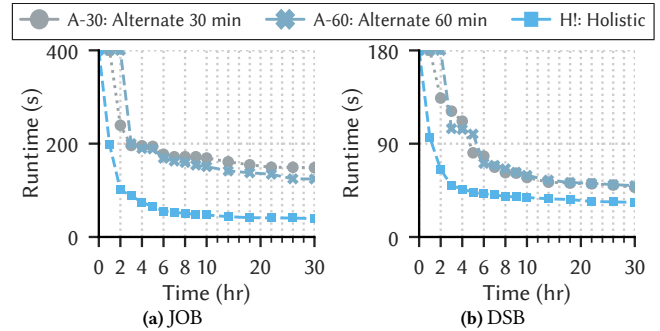 A-30: Alternate 30 min A-60: Alternate 60 min H!: Holistic
400
200
0
Runtime (s)
0 2 4 6 8 10 20 30
Time (hr)
(a) JOB
180
90
0
Runtime (s)
0 2 4 6 8 10 20 30
Time (hr)
(b) DSB